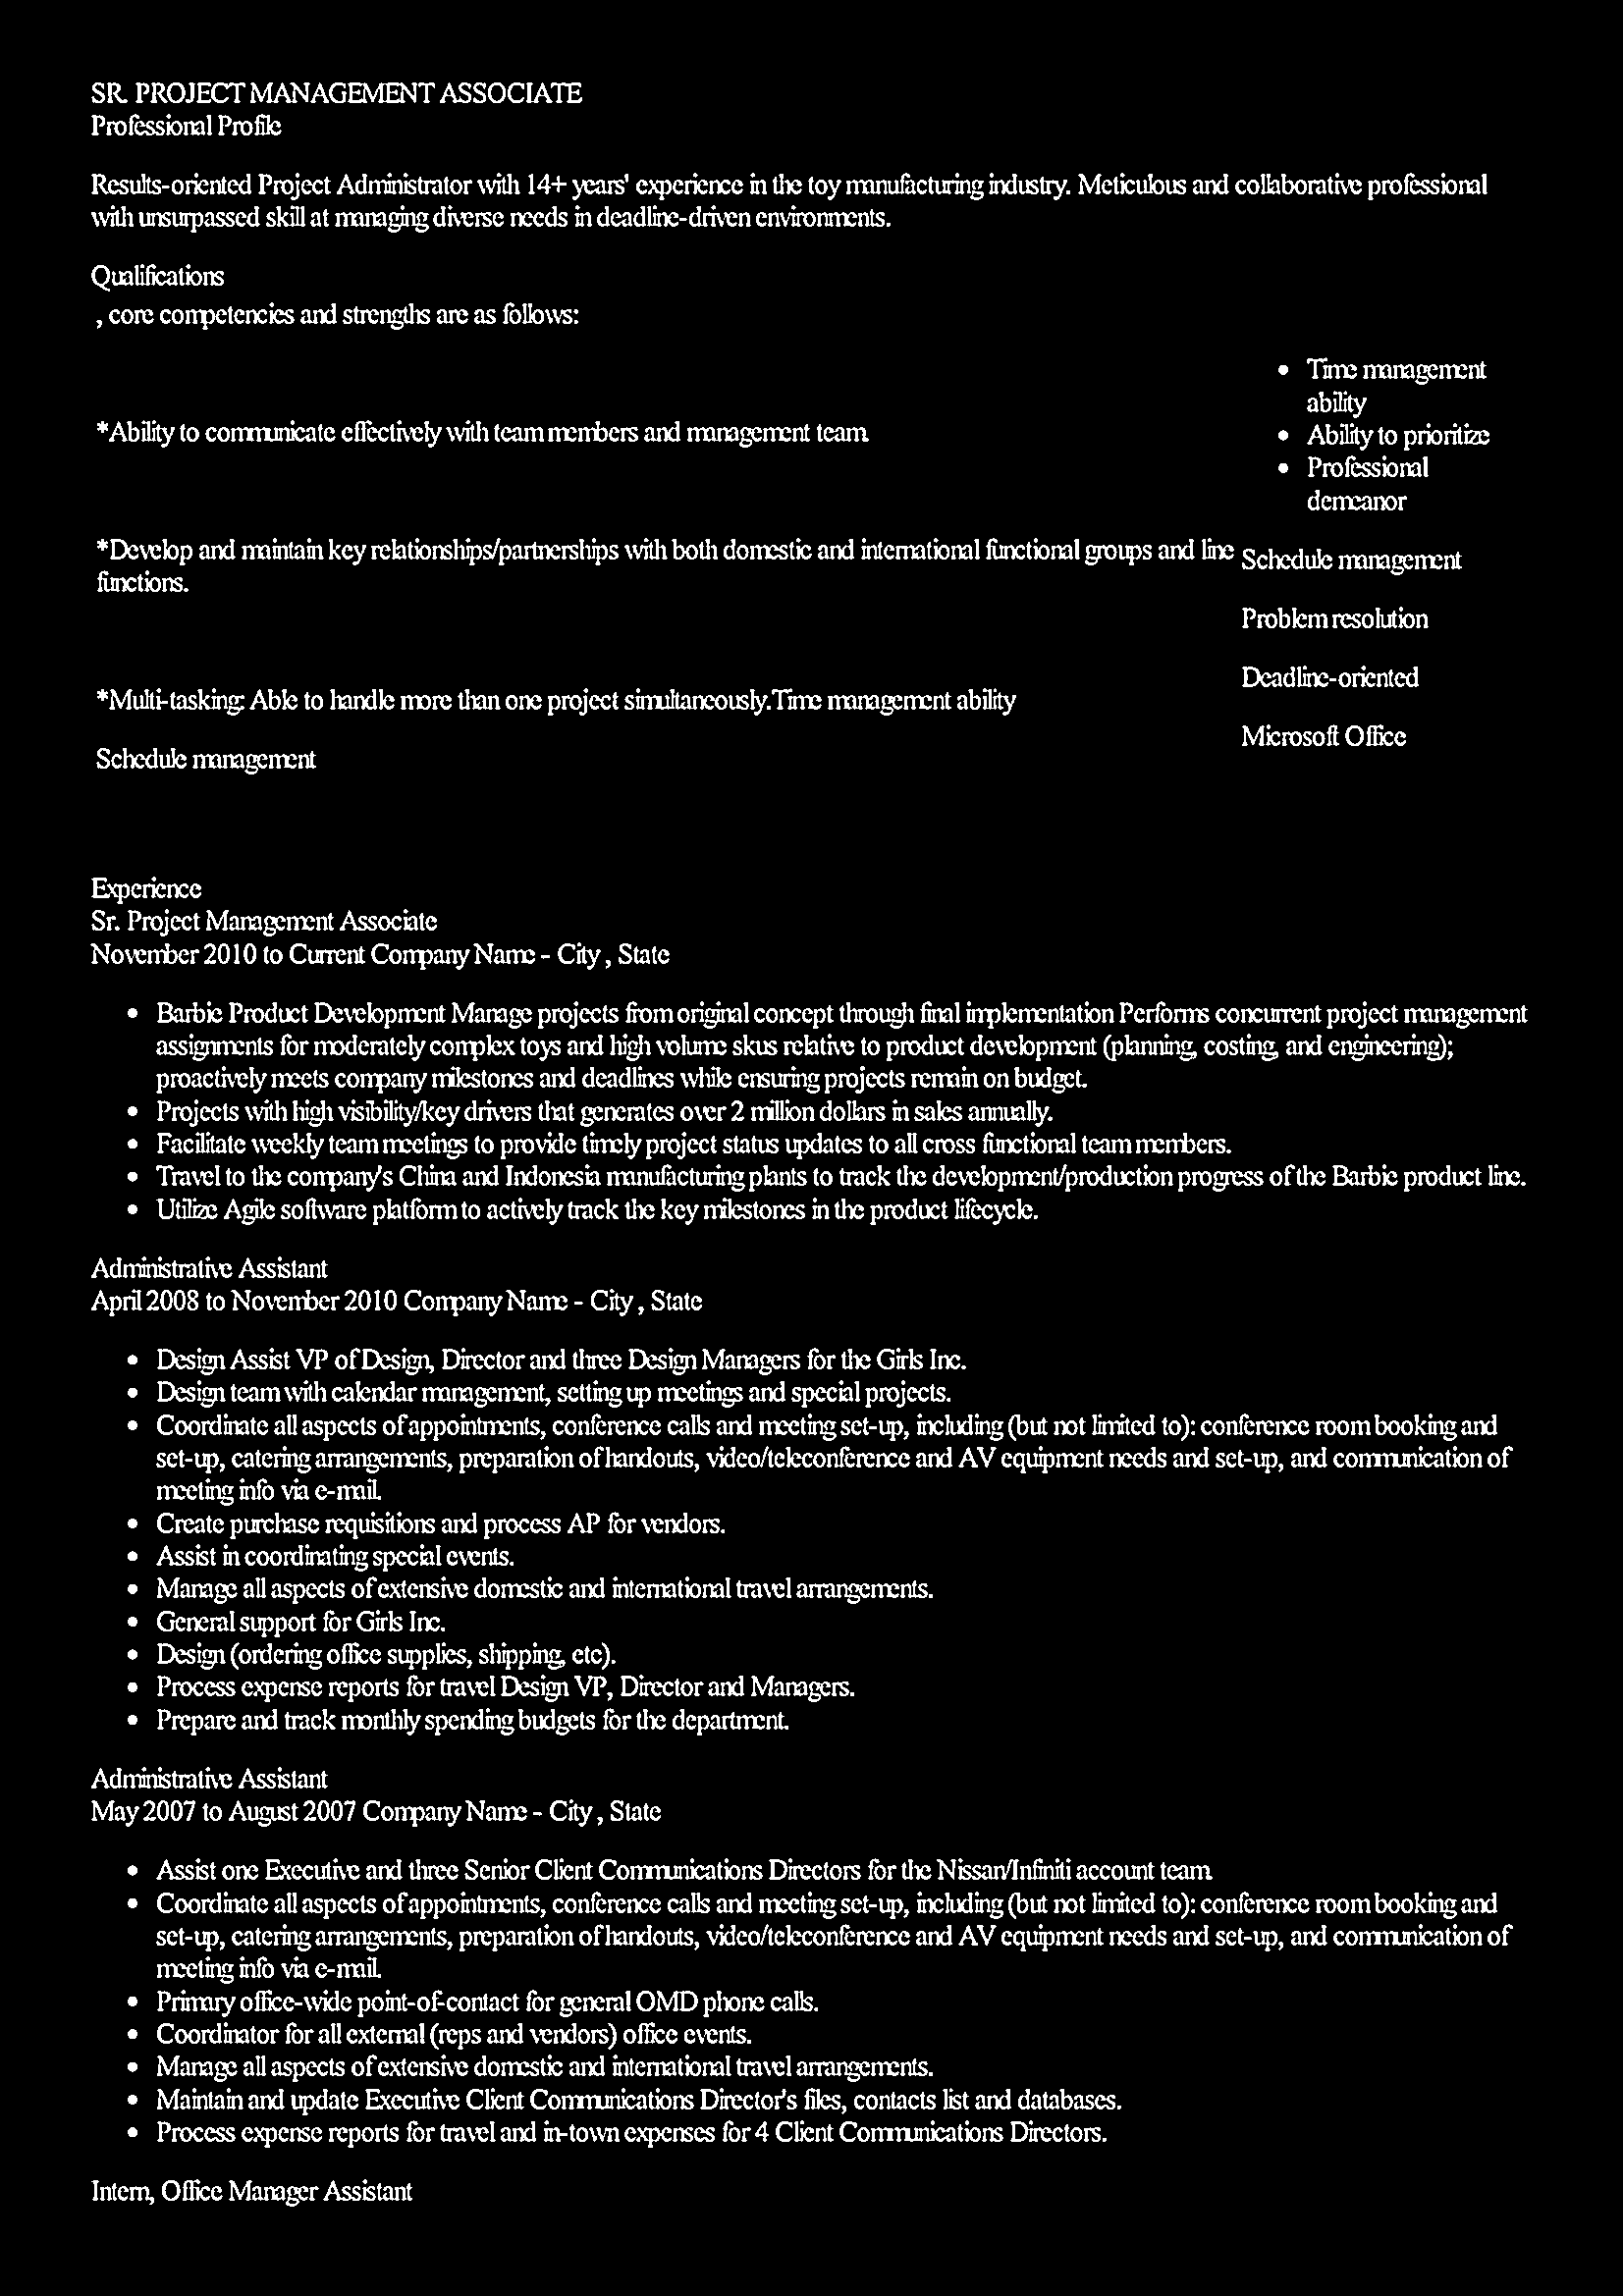 SR. PROJECT MANAGEMENT ASSOCIATE
Professional Profile
Results-oriented Project Administrator with 14+ years' experience in the toy manufacturing industry. Meticulous and collaborative professional
with unsurpassed skill at managing diverse needs in deadline-driven environments.
Qualifications
, core competencies and strengths are as follows:
*Ability to communicate effectively with team members and management team.
*Develop and maintain key relationships/partnerships with both domestic and international functional groups and line
functions.
*Multi-tasking: Able to handle more than one project simultaneously.Time management ability
Schedule management
• Time management
ability
• Ability to prioritize
• Professional
demeanor
Schedule management
Problem resolution
Deadline-oriented
Microsoft Office
Experience
Sr. Project Management Associate
November 2010 to Current Company Name - City , State
• Barbie Product Development Manage projects from original concept through final implementation Performs concurrent project management
assignments for moderately complex toys and high volume skus relative to product development (planning, costing, and engineering);
proactively meets company milestones and deadlines while ensuring projects remain on budget.
• Projects with high visibility/key drivers that generates over 2 million dollars in sales annually.
• Facilitate weekly team meetings to provide timely project status updates to all cross functional team members.
• Travel to the company's China and Indonesia manufacturing plants to track the development/production progress of the Barbie product line.
• Utilize Agile software platform to actively track the key milestones in the product lifecycle.
Administrative Assistant
April 2008 to November 2010 Company Name - City , State
• Design Assist VP of Design, Director and three Design Managers for the Girls Inc.
• Design team with calendar management, setting up meetings and special projects.
• Coordinate all aspects of appointments, conference calls and meeting set-up, including (but not limited to): conference room booking and
set-up, catering arrangements, preparation of handouts, video/teleconference and AV equipment needs and set-up, and communication of
meeting info via e-mail.
• Create purchase requisitions and process AP for vendors.
• Assist in coordinating special events.
• Manage all aspects of extensive domestic and international travel arrangements.
• General support for Girls Inc.
• Design (ordering office supplies, shipping, etc).
• Process expense reports for travel Design VP, Director and Managers.
• Prepare and track monthly spending budgets for the department.
Administrative Assistant
May 2007 to August 2007 Company Name - City , State
• Assist one Executive and three Senior Client Communications Directors for the Nissan/Infiniti account team.
• Coordinate all aspects of appointments, conference calls and meeting set-up, including (but not limited to): conference room booking and
set-up, catering arrangements, preparation of handouts, video/teleconference and AV equipment needs and set-up, and communication of
meeting info via e-mail.
• Primary office-wide point-of-contact for general OMD phone calls.
• Coordinator for all external (reps and vendors) office events.
• Manage all aspects of extensive domestic and international travel arrangements.
• Maintain and update Executive Client Communications Director's files, contacts list and databases.
• Process expense reports for travel and in-town expenses for 4 Client Communications Directors.
Intern, Office Manager Assistant